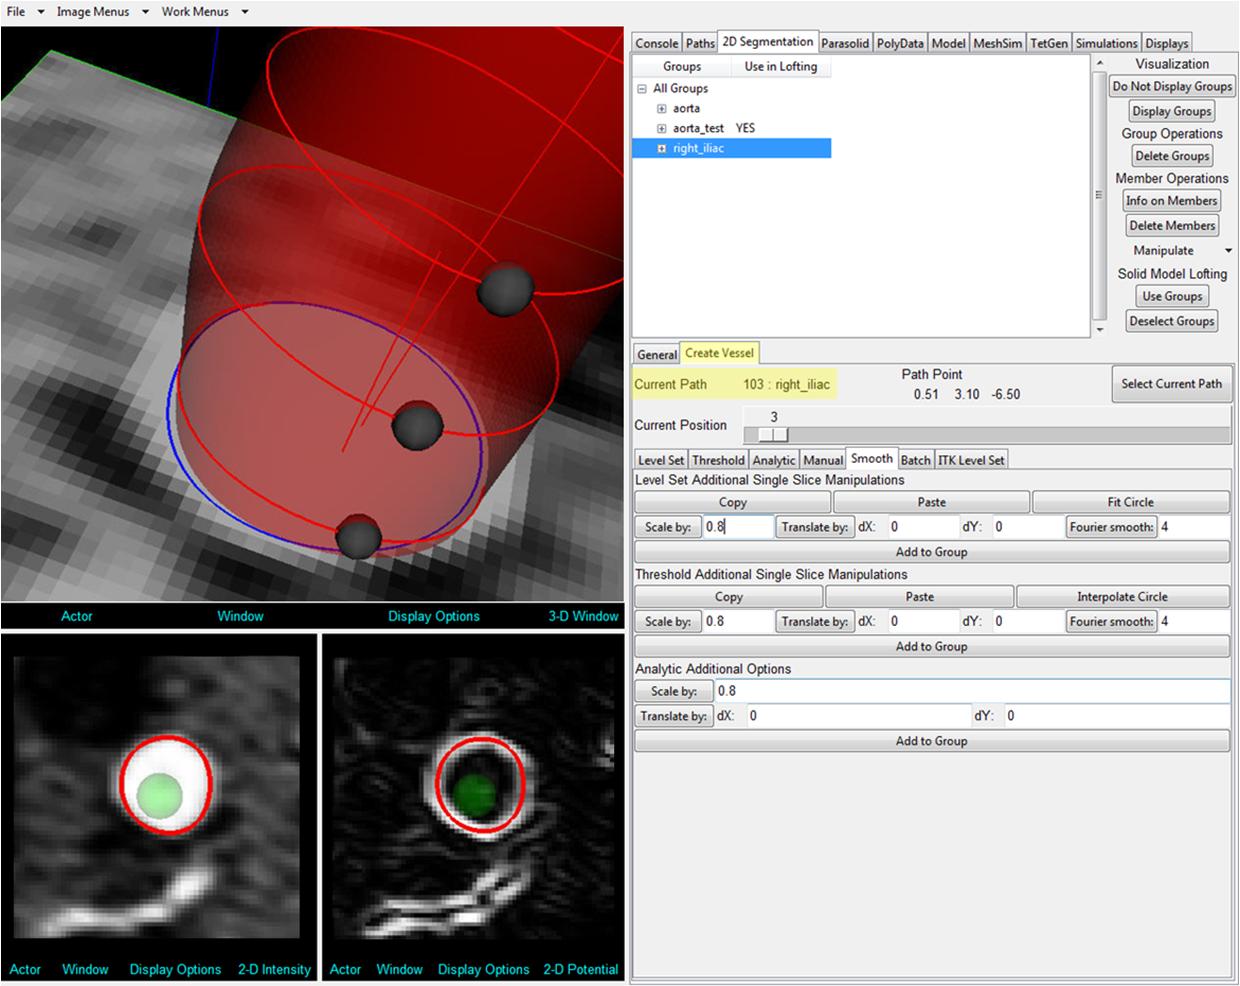 File Image Menus Work Menus
Console Paths 2D Segmentation Parasolid PolyData Model MeshSim TetGen Simulations Displays
Groups Use in Lofting
All Groups
aorta
aorta_test YES
right_iliac
Visualization
Do Not Display Groups
Display Groups
Group Operations
Delete Groups
Member Operations
Info on Members
Delete Members
Manipulate
Solid Model Lofting
Use Groups
Deselect Groups
General Create Vessel
Current Path 103 : right_iliac Path Point Select Current Path
0.51 3.10 -6.50
Current Position 3
Level Set Threshold Analytic Manual Smooth Batch ITK Level Set
Level Set Additional Single Slice Manipulations
Copy Paste Fit Circle
Scale by: 0.8 Translate by: dX: 0 dY: 0 Fourier smooth: 4
Add to Group
Threshold Additional Single Slice Manipulations
Copy Paste Interpolate Circle
Scale by: 0.8 Translate by: dX: 0 dY: 0 Fourier smooth: 4
Add to Group
Analytic Additional Options
Scale by: 0.8
Translate by: dX: 0 dY: 0
Add to Group
Actor Window Display Options 3-D Window
Actor Window Display Options 2-D Intensity
Actor Window Display Options 2-D Potential